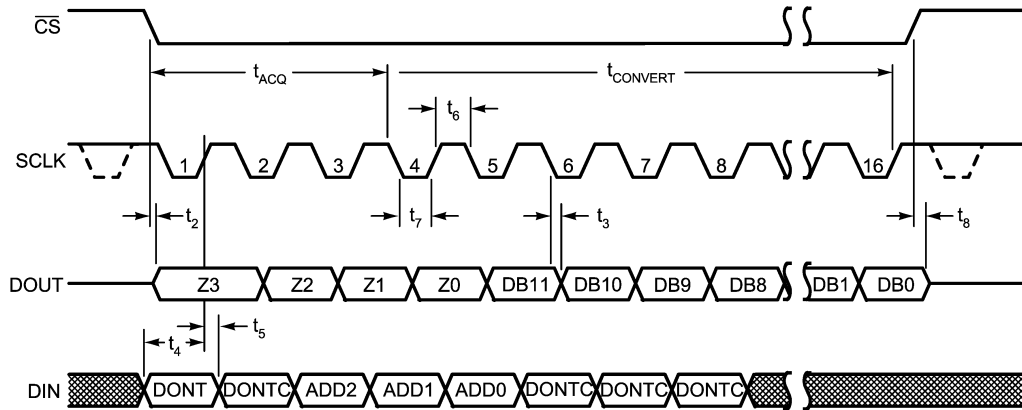 CS
tACQ tCONVERT
t6
SCLK 1 2 3 4 5 6 7 8 16
t2 t7 t3 t8
DOUT Z3 Z2 Z1 Z0 DB11 DB10 DB9 DB8 DB1 DB0
t4 t5
DIN DONT DONTC ADD2 ADD1 ADD0 DONTC DONTC DONTC